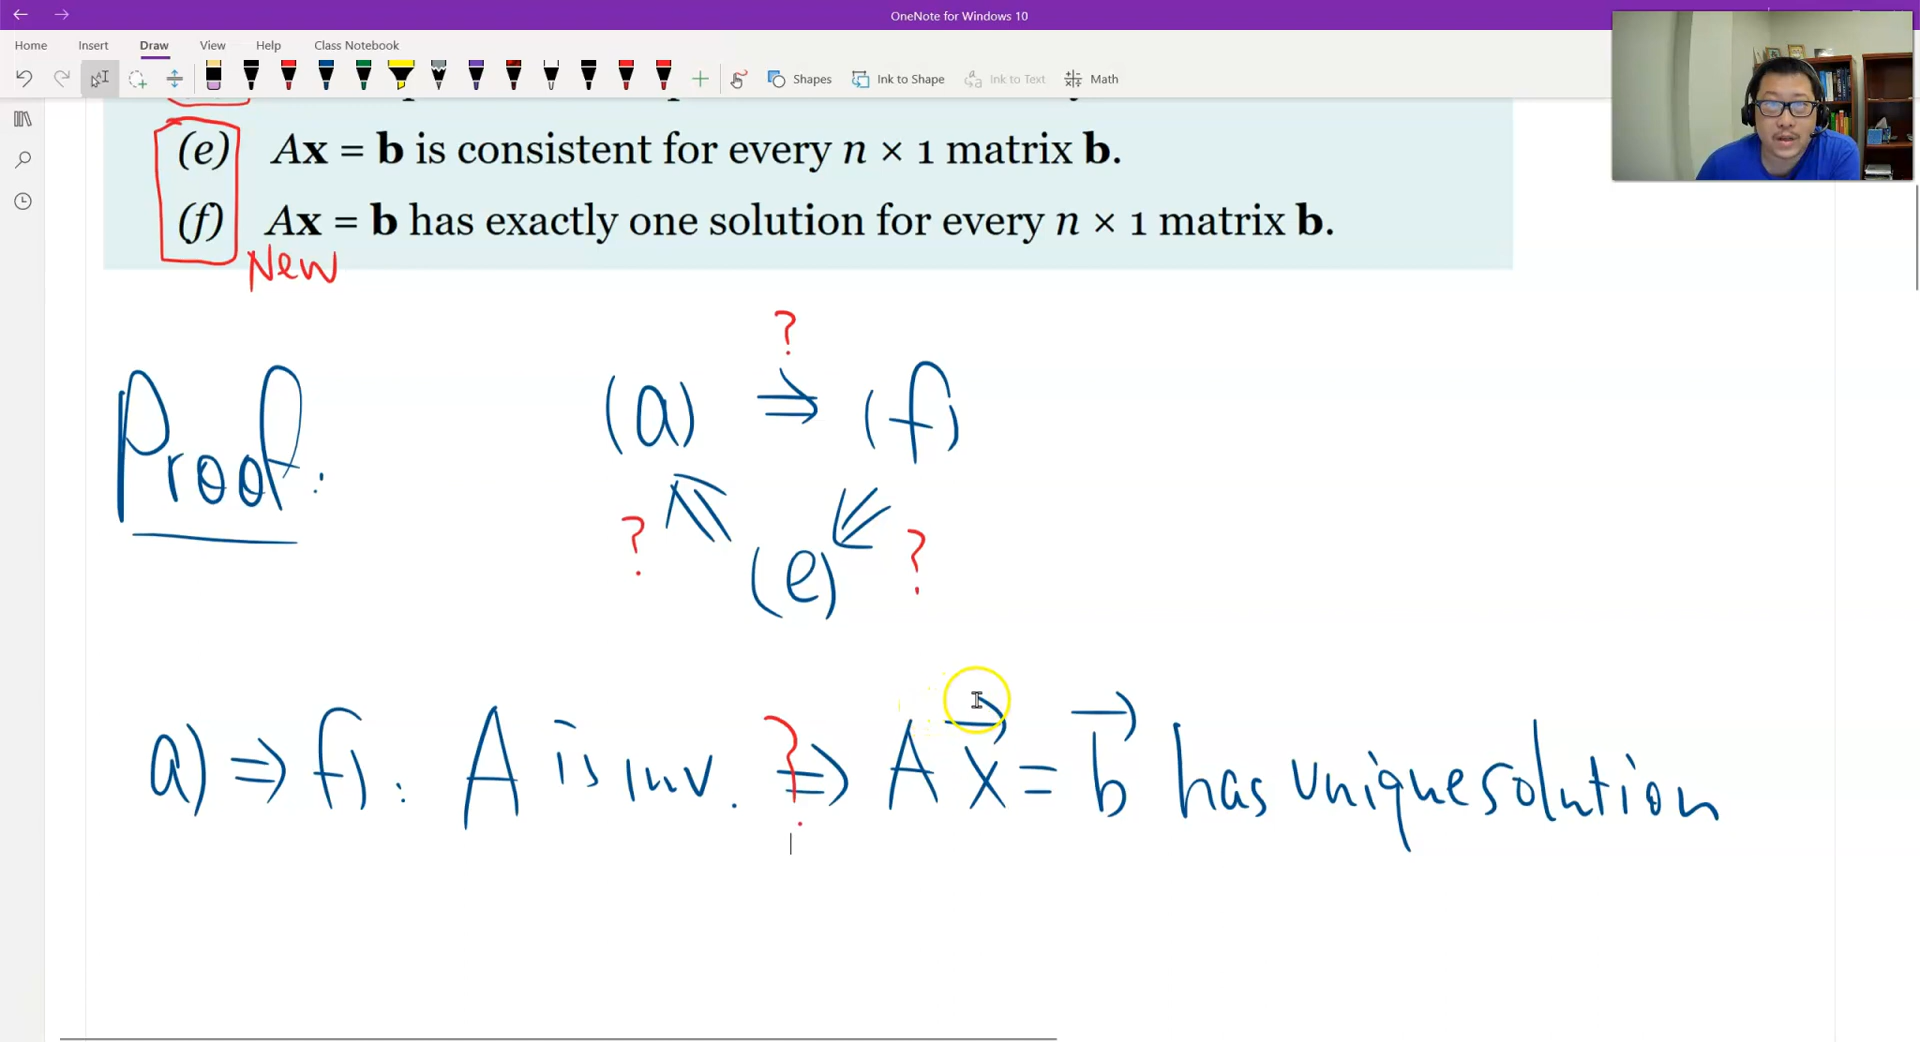 OneNote for Windows 10
Home Insert Draw View Help Class Notebook
Shapes Ink to Shape Ink to Text Math
(e) Ax = b is consistent for every n × 1 matrix b.
(f) Ax = b has exactly one solution for every n × 1 matrix b.
New
?
Proof: (a) ⇒ (f)
? ⇖ ⇙ ?
(e)
a) ⇒ f): A is inv. ?⇒ A x⃗ = b⃗ has unique solution